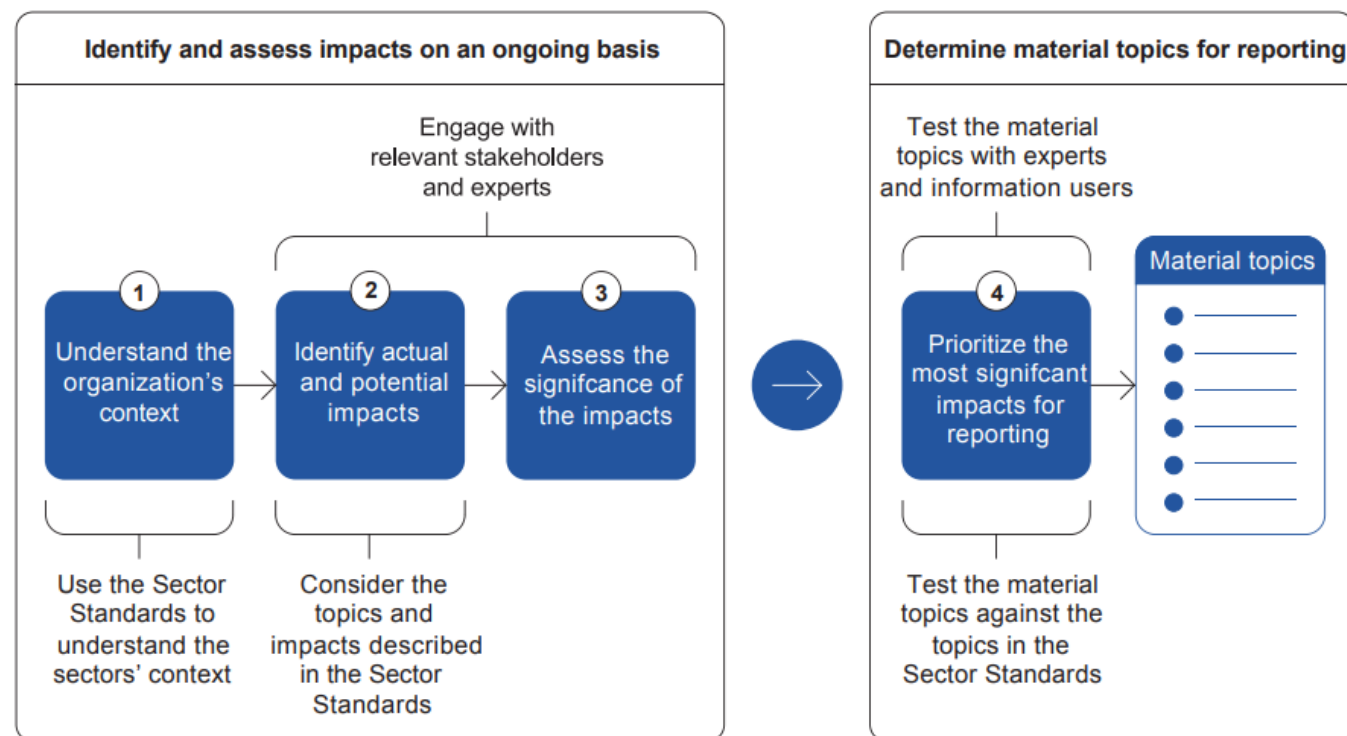 Identify and assess impacts on an ongoing basis
Engage with
relevant stakeholders
and experts
1
Understand the
organization's
context
2
Identify actual
and potential
impacts
3
Assess the
signifcance of
the impacts
Use the Sector
Standards to
understand the
sectors' context
Consider the
topics and
impacts described
in the Sector
Standards
Determine material topics for reporting
Test the material
topics with experts
and information users
4
Prioritize the
most signifcant
impacts for
reporting
Material topics
Test the material
topics against the
topics in the
Sector Standards